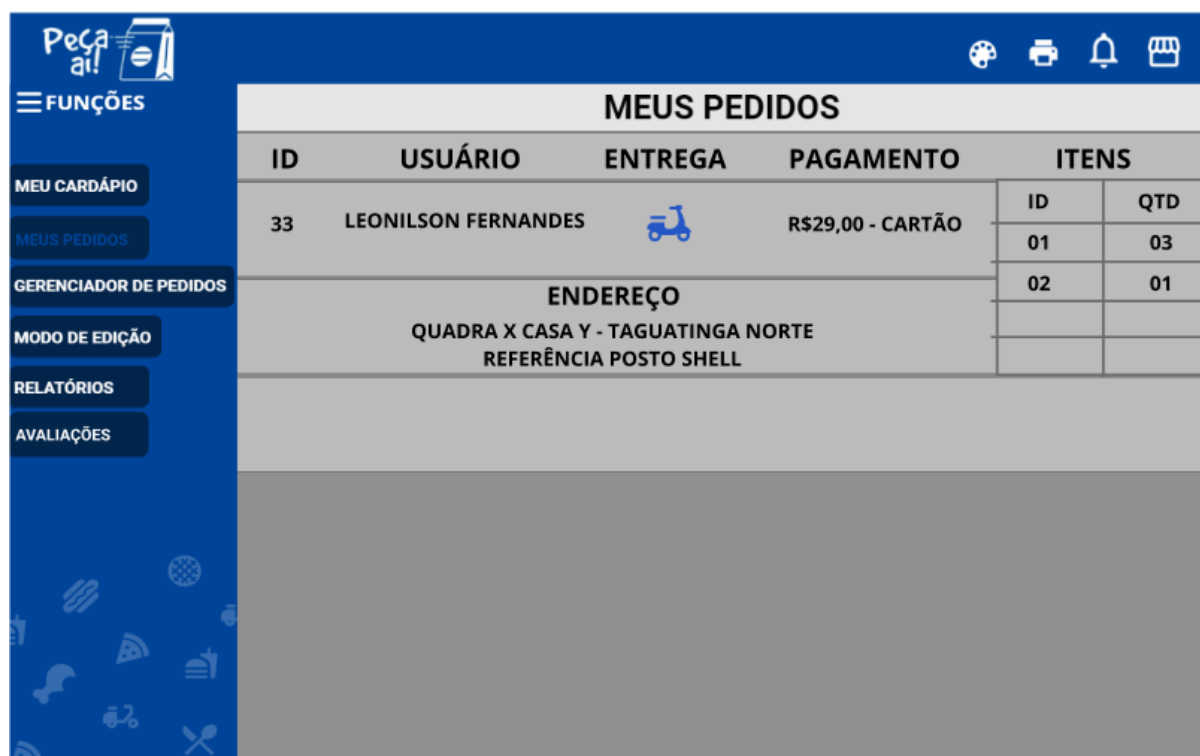 Peça
aí!
FUNÇÕES
MEU CARDÁPIO
MEUS PEDIDOS
GERENCIADOR DE PEDIDOS
MODO DE EDIÇÃO
RELATÓRIOS
AVALIAÇÕES
MEUS PEDIDOS
ID USUÁRIO ENTREGA PAGAMENTO ITENS
33 LEONILSON FERNANDES R$29,00 - CARTÃO
ID QTD
01 03
02 01
ENDEREÇO
QUADRA X CASA Y - TAGUATINGA NORTE
REFERÊNCIA POSTO SHELL